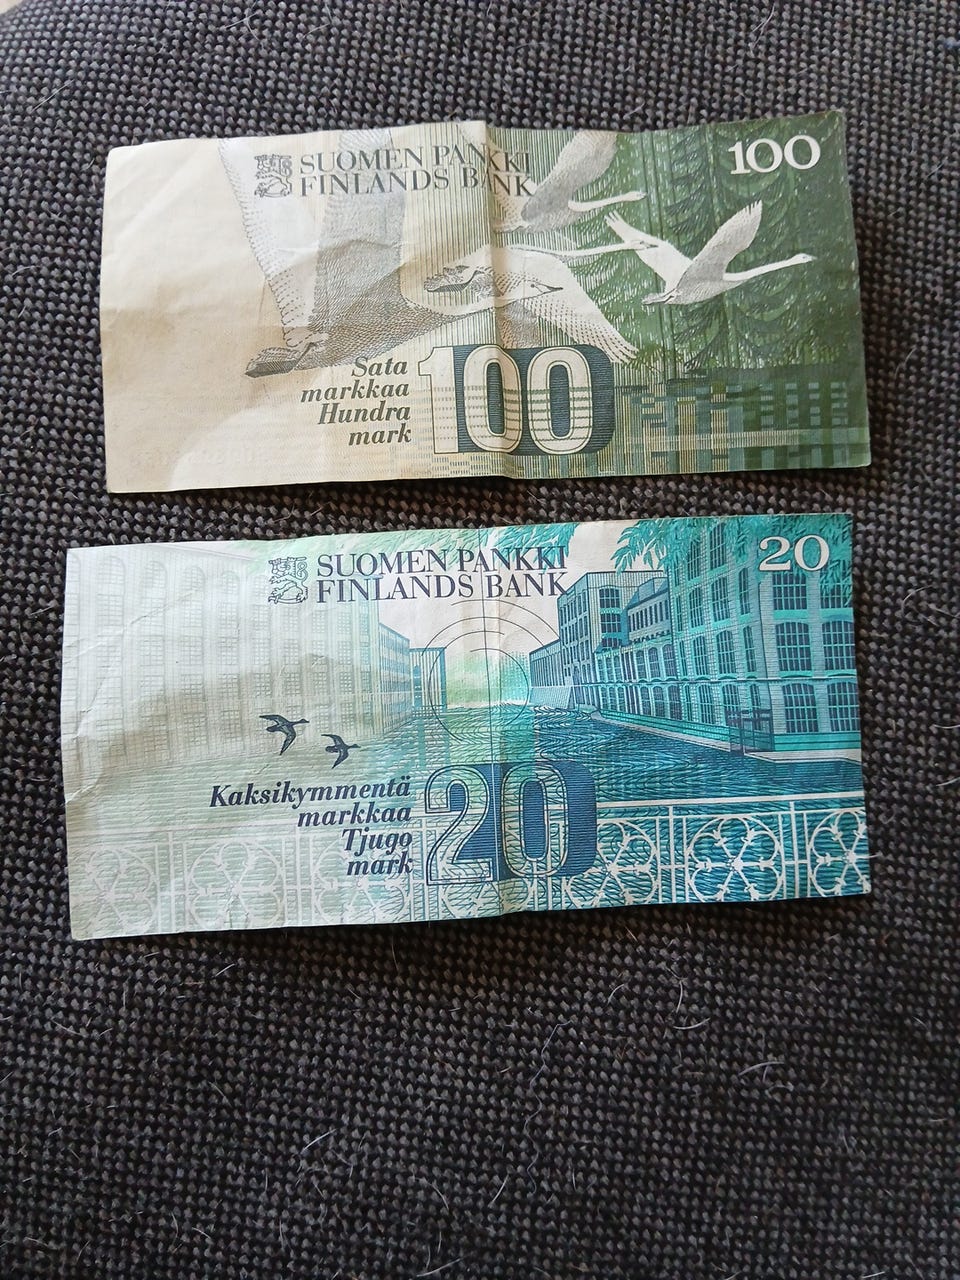 SUOMEN PANKKI
FINLANDS BANK
100
Sata
markkaa
Hundra
mark
100
SUOMEN PANKKI
FINLANDS BANK
20
Kaksikymmentä
markkaa
Tjugo
mark
20